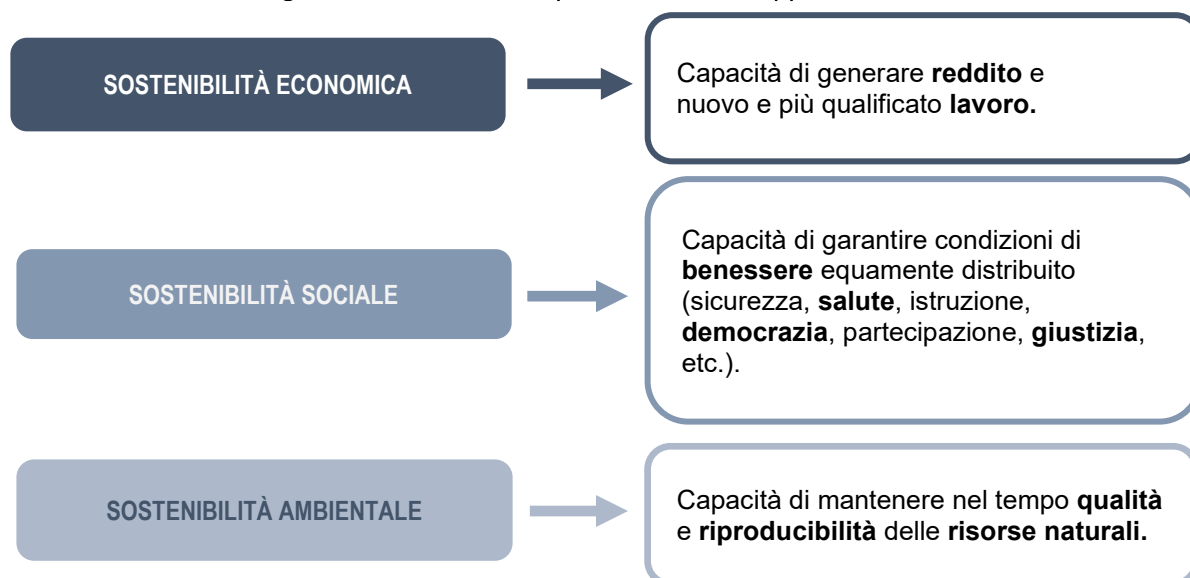 SOSTENIBILITÀ ECONOMICA
Capacità di generare reddito e
nuovo e più qualificato lavoro.
SOSTENIBILITÀ SOCIALE
Capacità di garantire condizioni di
benessere equamente distribuito
(sicurezza, salute, istruzione,
democrazia, partecipazione, giustizia,
etc.).
SOSTENIBILITÀ AMBIENTALE
Capacità di mantenere nel tempo qualità
e riproducibilità delle risorse naturali.